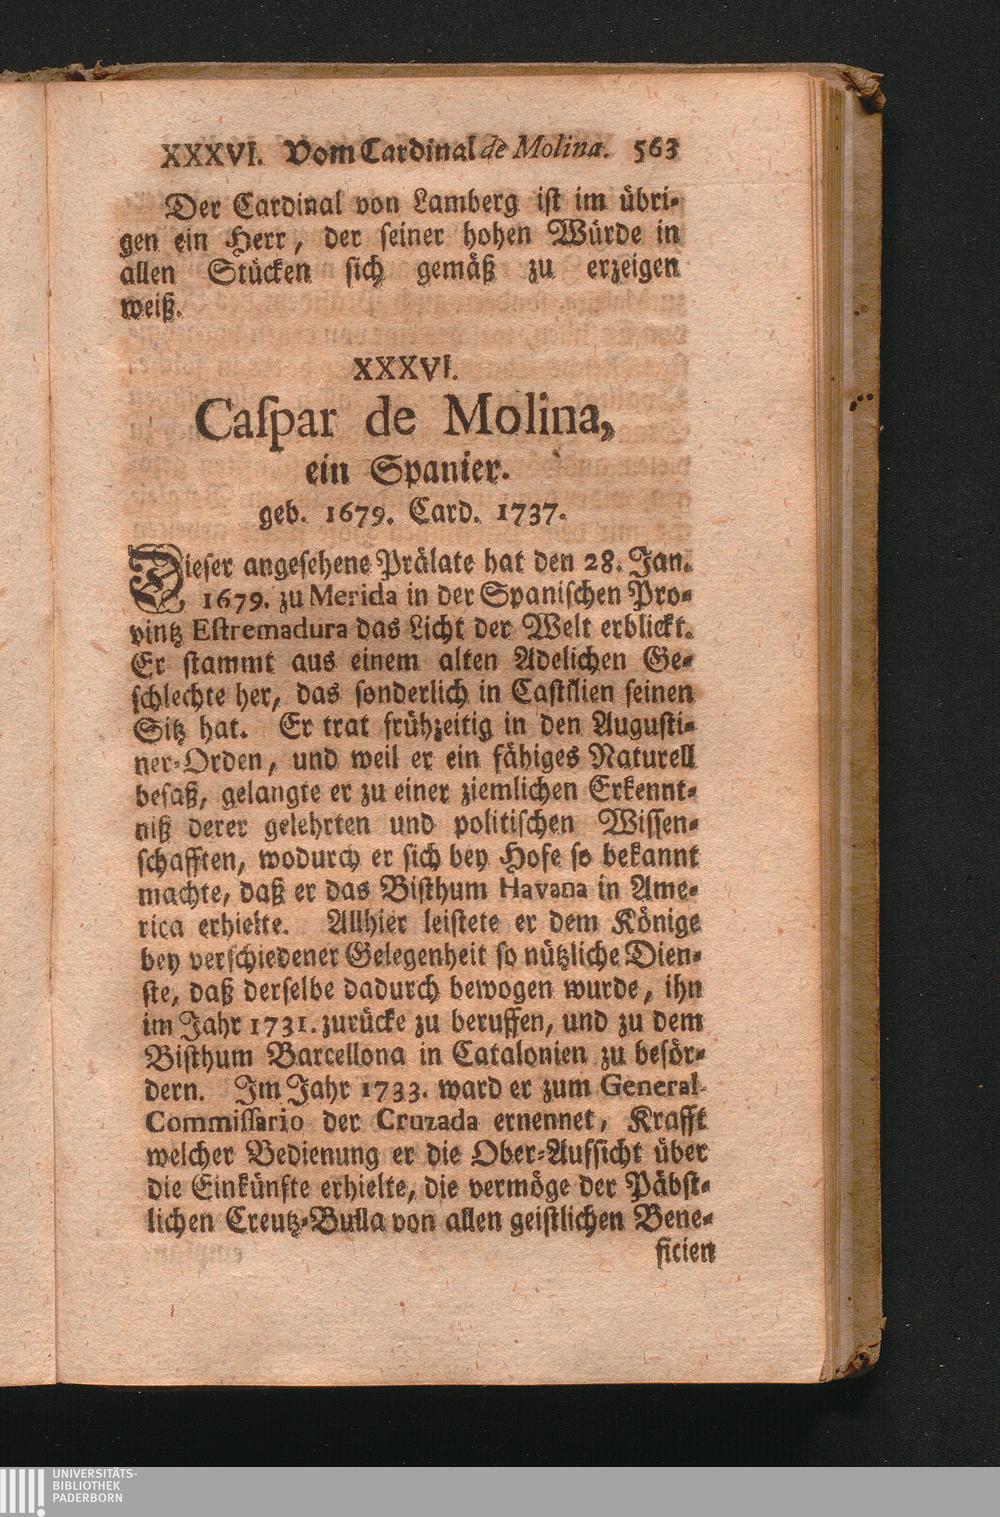 XXXVI. Vom Cardinal de Molina. 563
Der Cardinal von Lamberg ist im übri-
gen ein Herr, der seiner hohen Würde in
allen Stücken sich gemäß zu erzeigen
weiß.
XXXVI.
Caſpar de Molina,
ein Spanier.
geb. 1679. Card. 1737.
Dieser angesehene Prälate hat den 28. Jan.
1679. zu Merida in der Spanischen Pro-
vintz Eſtremadura das Licht der Welt erblickt.
Er stammt aus einem alten Adelichen Ge-
schlechte her, das sonderlich in Castilien seinen
Sitz hat. Er trat frühzeitig in den Augusti-
ner-Orden, und weil er ein fähiges Naturell
besaß, gelangte er zu einer ziemlichen Erkennt-
niß derer gelehrten und politischen Wissen-
schafften, wodurch er sich bey Hofe so bekannt
machte, daß er das Bisthum Havana in Ame-
rica erhielte. Allhier leistete er dem Könige
bey verschiedener Gelegenheit so nützliche Dien-
ste, daß derselbe dadurch bewogen wurde, ihn
im Jahr 1731. zurücke zu beruffen, und zu dem
Bisthum Barcellona in Catalonien zu beför-
dern. Im Jahr 1733. ward er zum General-
Commiſſario der Cruzada ernennet, Krafft
welcher Bedienung er die Ober-Aufsicht über
die Einkünfte erhielte, die vermöge der Päbst-
lichen Creutz-Bulla von allen geistlichen Bene-
ficien
UNIVERSITÄTS-
BIBLIOTHEK
PADERBORN